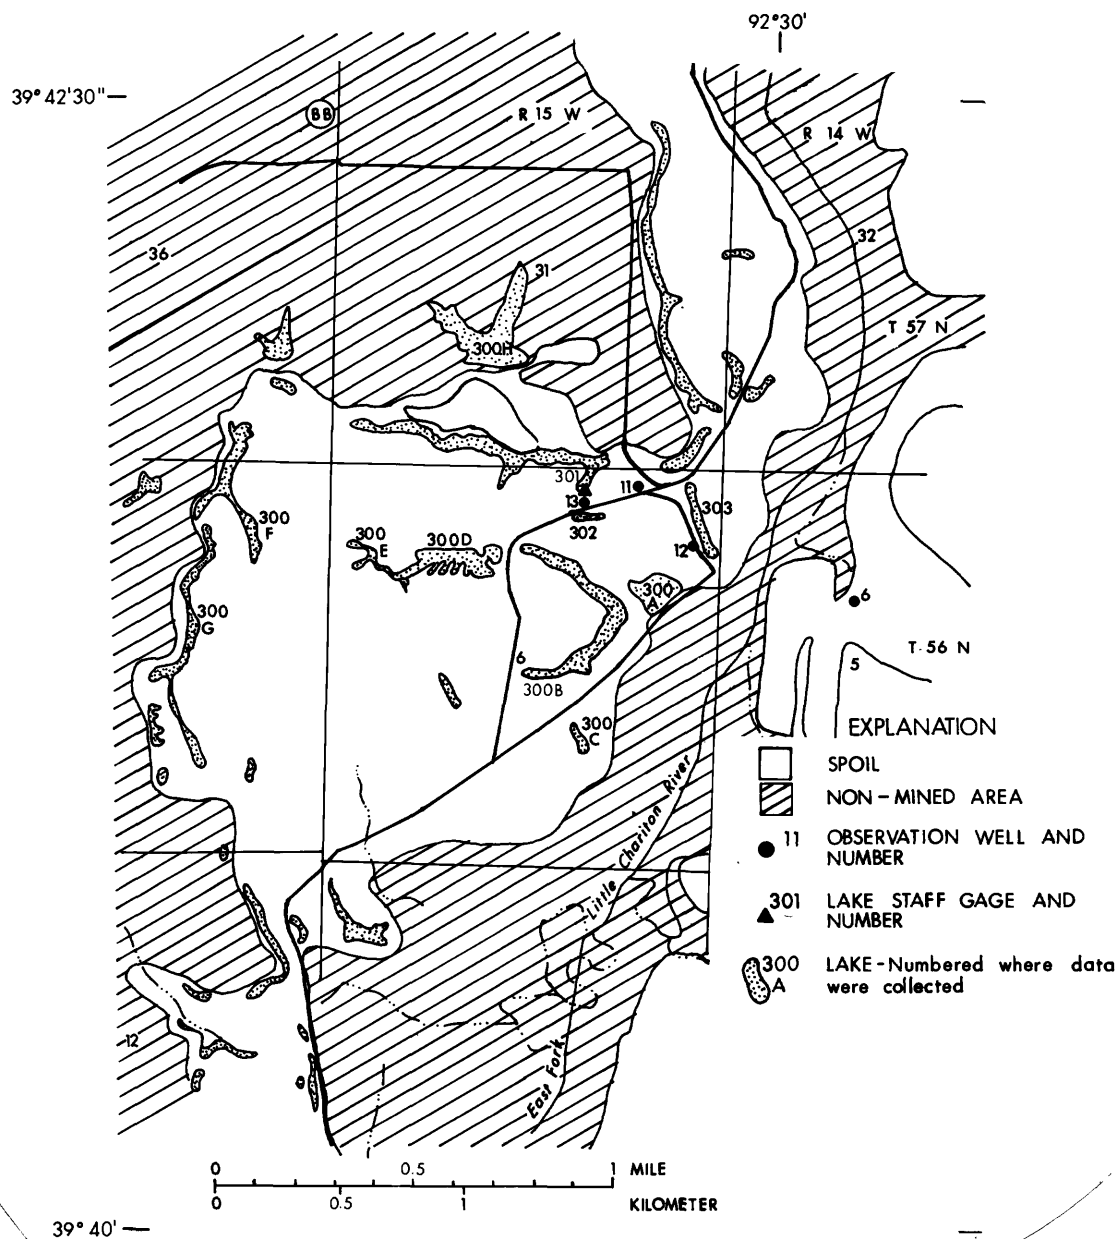 92°30'
39°42'30"
BB
R 15 W
R 14 W
36
32
31
T 57 N
300H
301
11
13
303
302
12
300
F
300
E
300D
300
A
6
300
G
T 56 N
6
5
300B
300
C
EXPLANATION
SPOIL
NON-MINED AREA
11 OBSERVATION WELL AND
NUMBER
301 LAKE STAFF GAGE AND
NUMBER
300
A
LAKE-Numbered where data
were collected
East Fork Little Chariton River
12
0 0.5 1 MILE
0 0.5 1 KILOMETER
39°40'